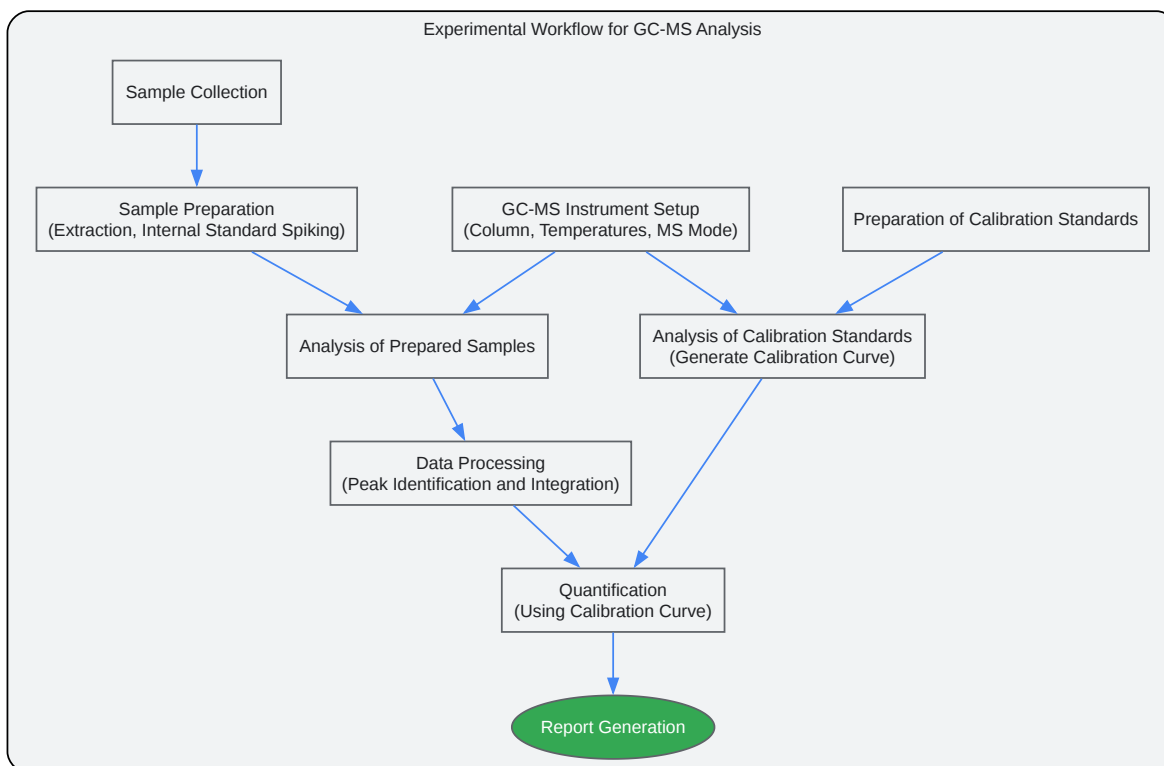 Experimental Workflow for GC-MS Analysis
Sample Collection
Sample Preparation
(Extraction, Internal Standard Spiking)
GC-MS Instrument Setup
(Column, Temperatures, MS Mode)
Preparation of Calibration Standards
Analysis of Prepared Samples
Analysis of Calibration Standards
(Generate Calibration Curve)
Data Processing
(Peak Identification and Integration)
Quantification
(Using Calibration Curve)
Report Generation